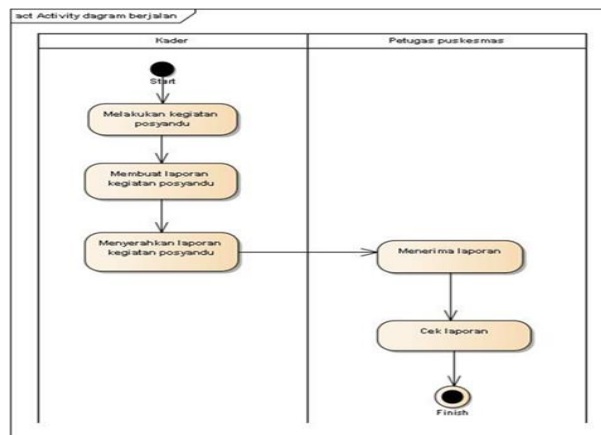 act Activity dagram berjalan
Kader
Petugas puskesmas
Start
Melakukan kegiatan
posyandu
Membuat laporan
kegiatan posyandu
Menyerahkan laporan
kegiatan posyandu
Menerima laporan
Cek laporan
Finish